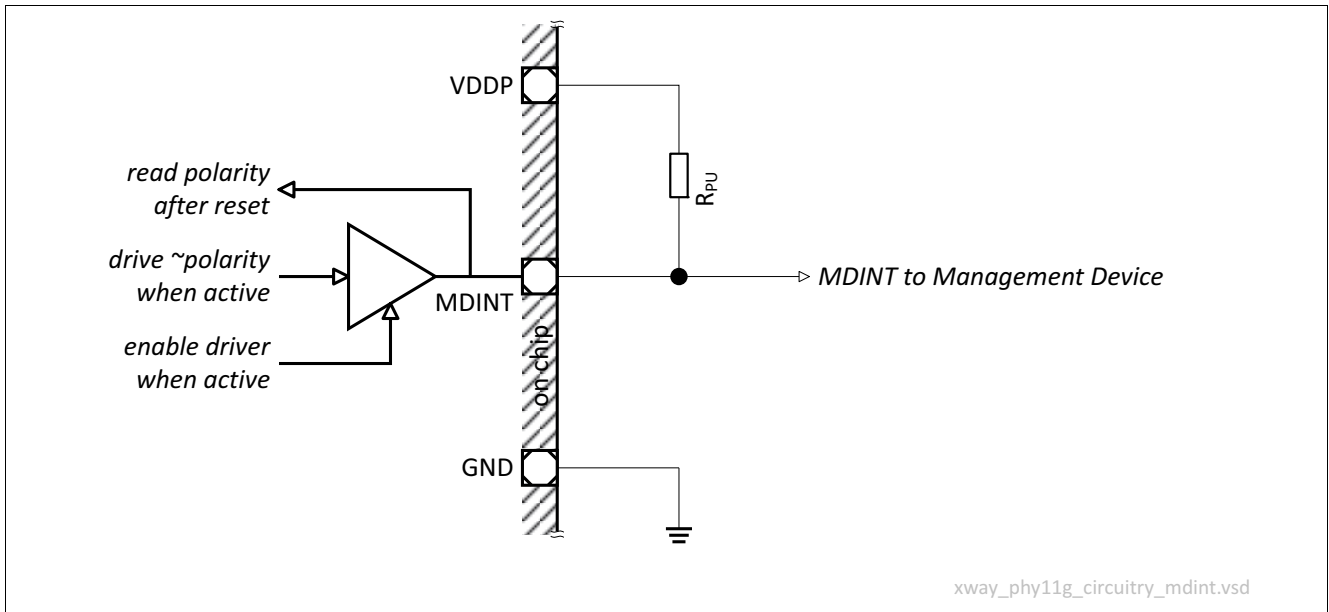 VDDP
read polarity
after reset
R_PU
drive ~polarity
when active
MDINT
MDINT to Management Device
enable driver
when active
on chip
GND
xway_phy11g_circuitry_mdint.vsd